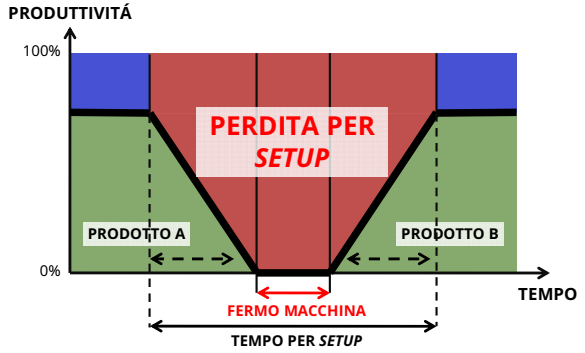 PRODUTTIVITÁ
100%
PERDITA PER
SETUP
PRODOTTO A
PRODOTTO B
0%
TEMPO
FERMO MACCHINA
TEMPO PER SETUP